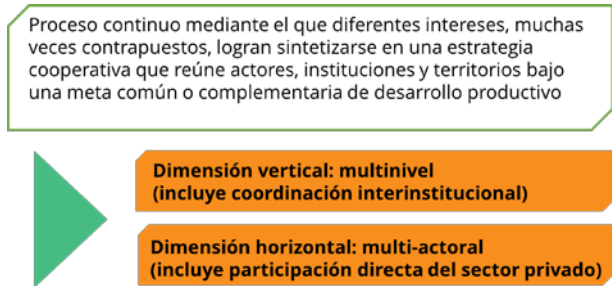 Proceso continuo mediante el que diferentes intereses, muchas
veces contrapuestos, logran sintetizarse en una estrategia
cooperativa que reúne actores, instituciones y territorios bajo
una meta común o complementaria de desarrollo productivo
Dimensión vertical: multinivel
(incluye coordinación interinstitucional)
Dimensión horizontal: multi-actoral
(incluye participación directa del sector privado)